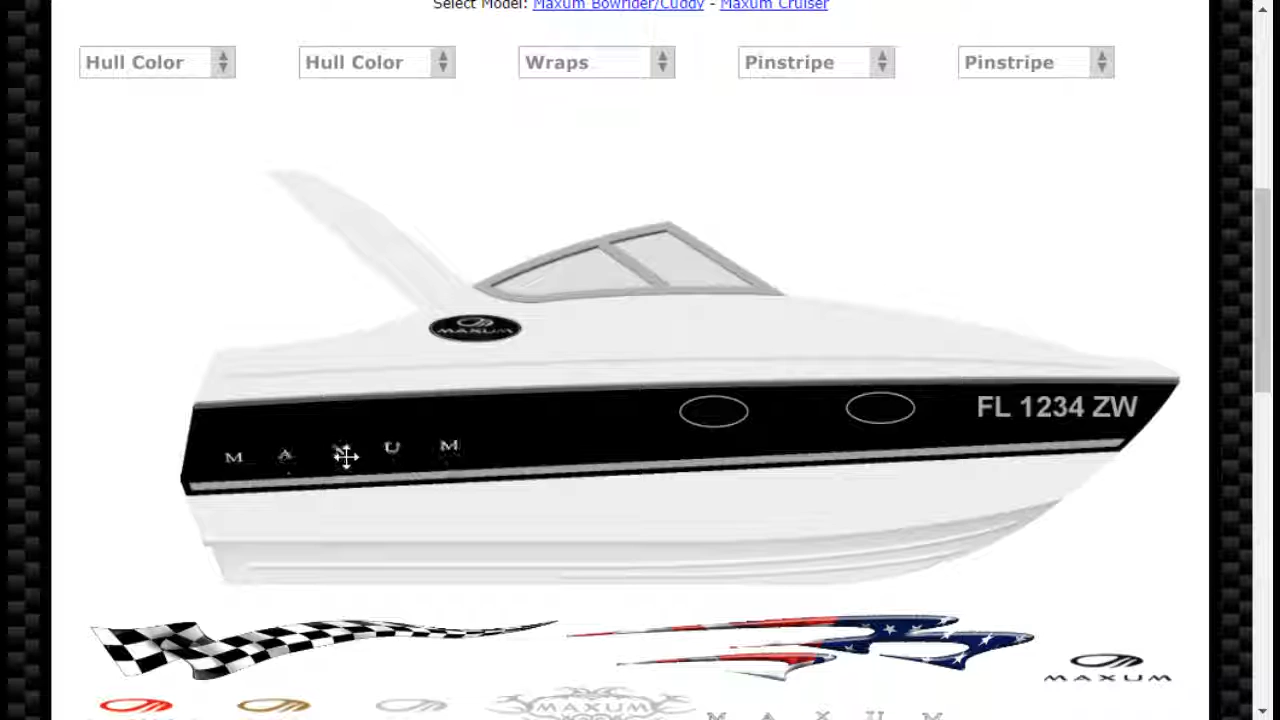 Select Model: Maxum Bowrider/Cuddy - Maxum Cruiser
Hull Color Hull Color Wraps Pinstripe Pinstripe
MAXUM
FL 1234 ZW
M A X U M
MAXUM
MAXUM
M A X U M